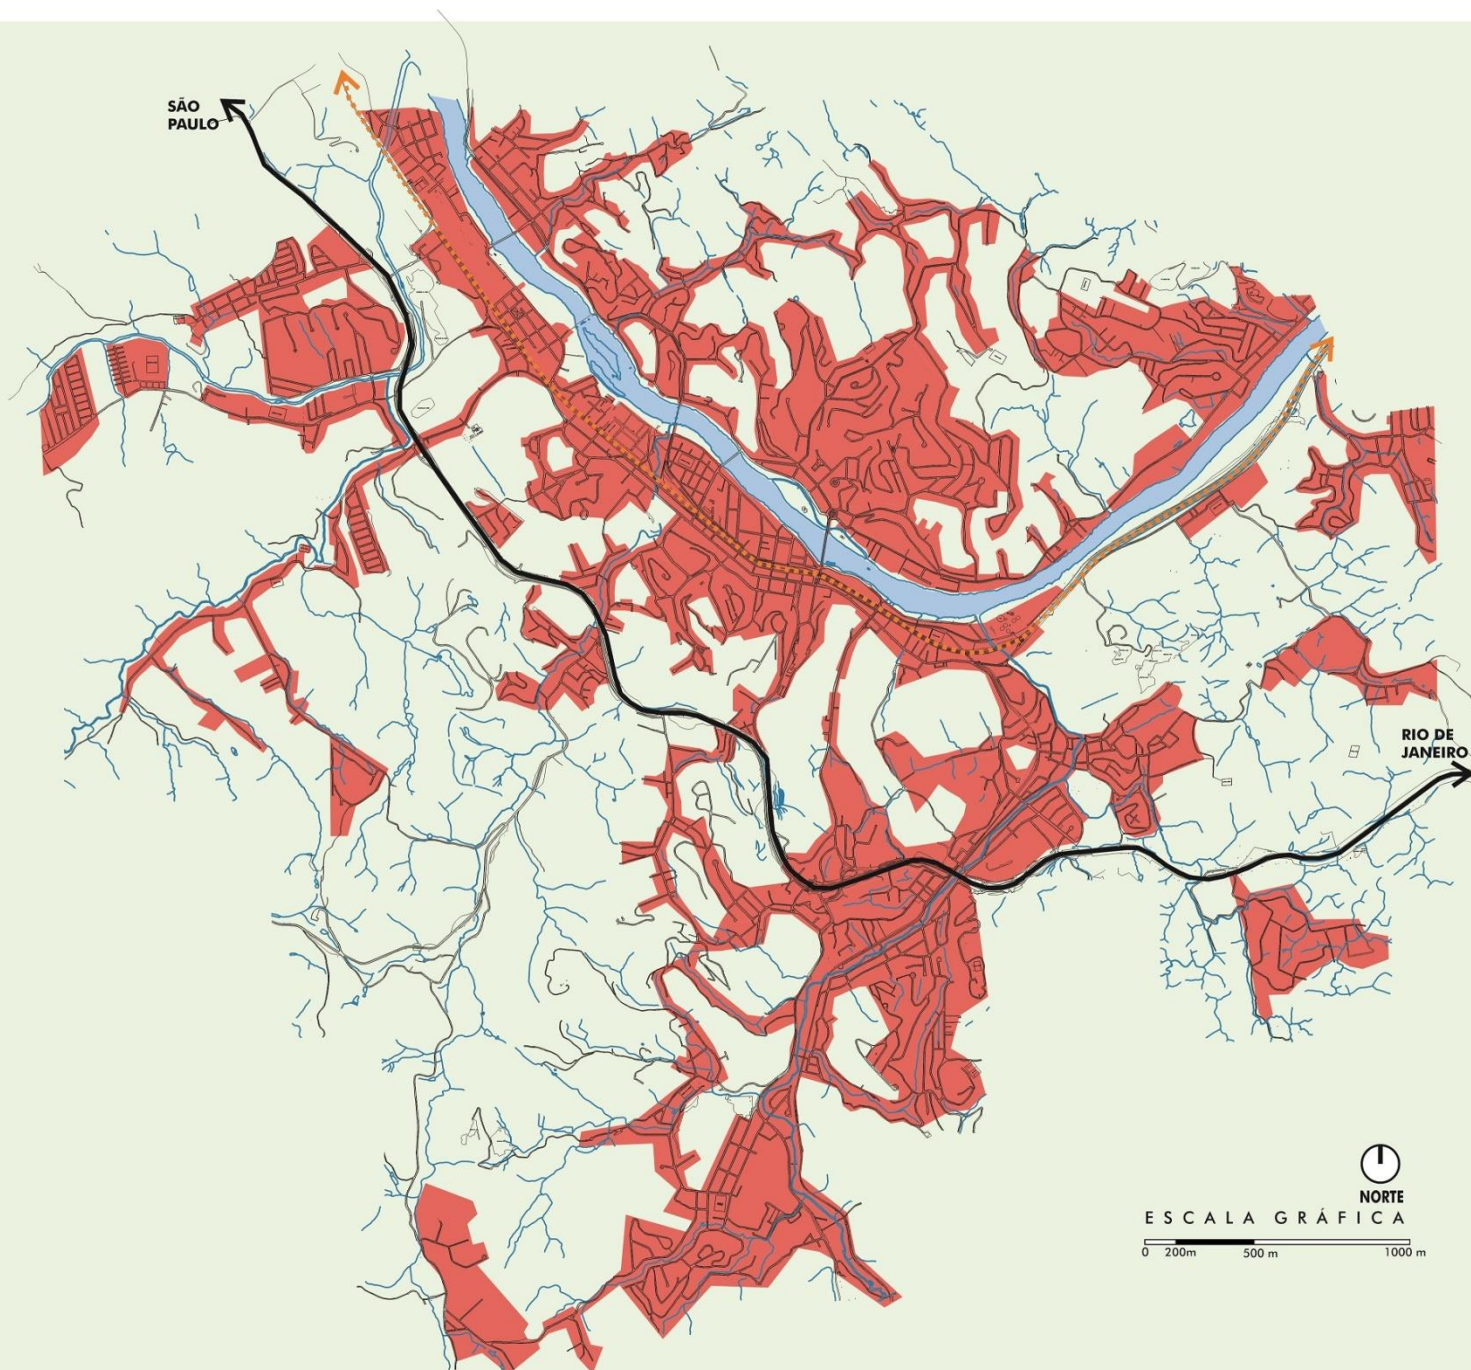 SÃO
PAULO
RIO DE
JANEIRO
NORTE
ESCALA GRÁFICA
0 200m 500 m 1000 m